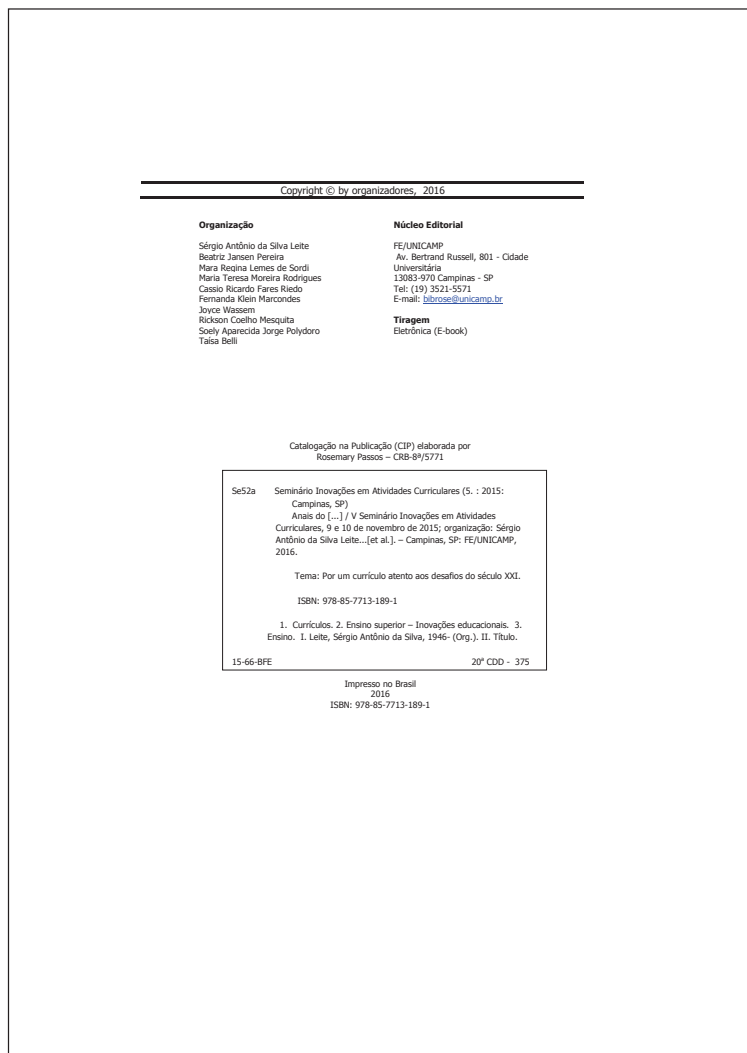 Copyright © by organizadores, 2016
Organização
Sérgio Antônio da Silva Leite
Beatriz Jansen Pereira
Mara Regina Lemes de Sordi
Maria Teresa Moreira Rodrigues
Cassio Ricardo Fares Riedo
Fernanda Klein Marcondes
Joyce Wassem
Rickson Coelho Mesquita
Soely Aparecida Jorge Polydoro
Taísa Belli
Núcleo Editorial
FE/UNICAMP
Av. Bertrand Russell, 801 - Cidade
Universitária
13083-970 Campinas - SP
Tel: (19) 3521-5571
E-mail: bibrose@unicamp.br
Tiragem
Eletrônica (E-book)
Catalogação na Publicação (CIP) elaborada por
Rosemary Passos – CRB-8ª/5771
Se52a Seminário Inovações em Atividades Curriculares (5. : 2015:
Campinas, SP)
Anais do [...] / V Seminário Inovações em Atividades
Curriculares, 9 e 10 de novembro de 2015; organização: Sérgio
Antônio da Silva Leite...[et al.]. – Campinas, SP: FE/UNICAMP,
2016.
Tema: Por um currículo atento aos desafios do século XXI.
ISBN: 978-85-7713-189-1
1. Currículos. 2. Ensino superior – Inovações educacionais. 3.
Ensino. I. Leite, Sérgio Antônio da Silva, 1946- (Org.). II. Título.
15-66-BFE 20ª CDD - 375
Impresso no Brasil
2016
ISBN: 978-85-7713-189-1